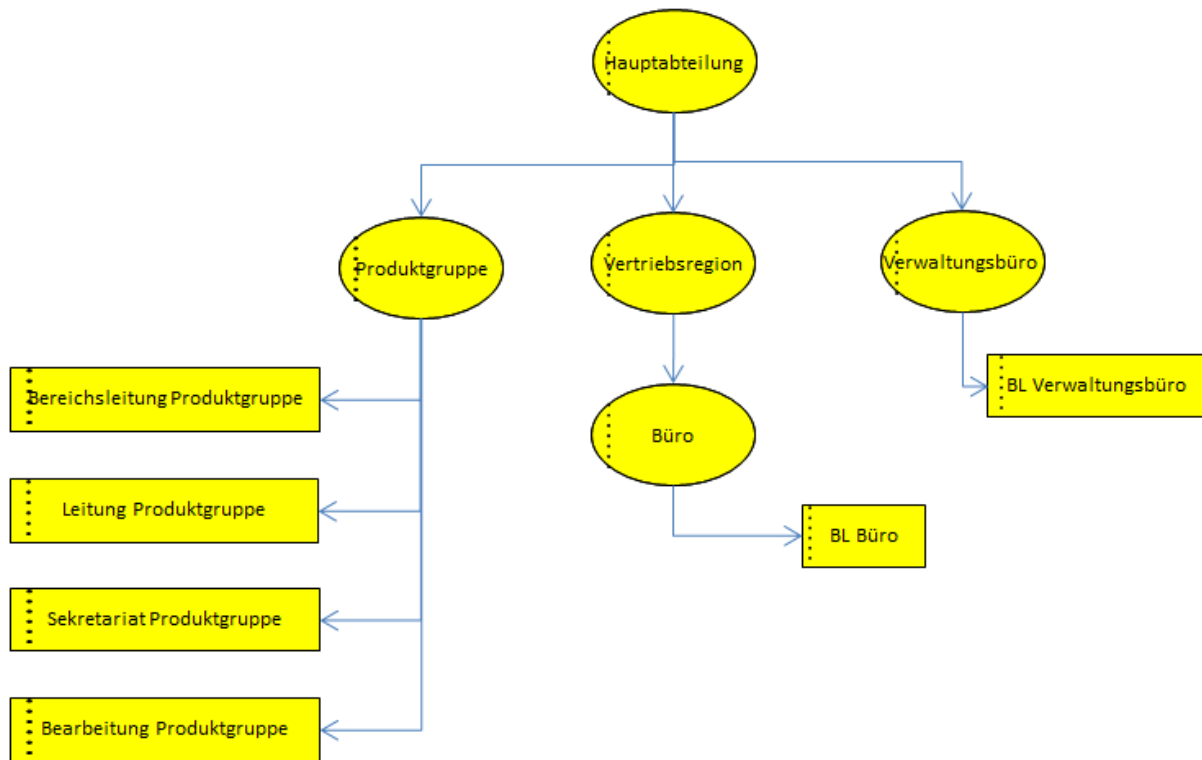 Hauptabteilung
Produktgruppe
Vertriebsregion
Verwaltungsbüro
Bereichsleitung Produktgruppe
BL Verwaltungsbüro
Büro
Leitung Produktgruppe
BL Büro
Sekretariat Produktgruppe
Bearbeitung Produktgruppe